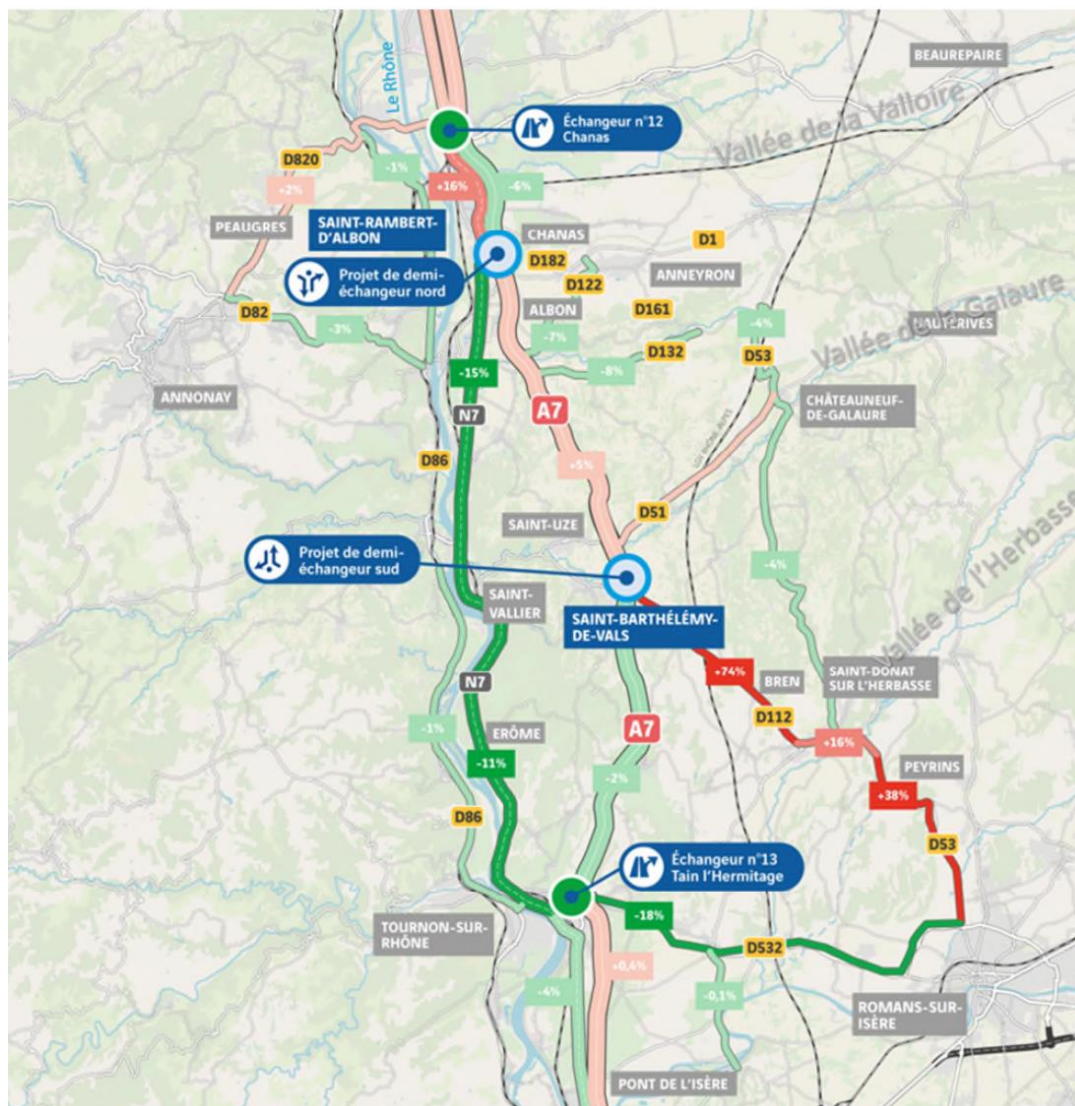 BEAUREPAIRE
Le Rhône
Échangeur n°12
Chanas
Vallée de la Valloire
D820
-1%
+2%
+16%
-6%
PEAUGRES
SAINT-RAMBERT-
D'ALBON
CHANAS
D1
D182
ANNEYRON
Projet de demi-
échangeur nord
D122
ALBON
D161
Vallée de la Galaure
HAUTERIVES
D82
-3%
-7%
-4%
D132
D53
-8%
-15%
ANNONAY
N7
A7
CHÂTEAUNEUF-
DE-GALAURE
D86
+5%
D51
SAINT-UZE
Projet de demi-
échangeur sud
-4%
Vallée de l'Herbasse
SAINT-
VALLIER
SAINT-BARTHÉLÉMY-
DE-VALS
+74%
BREN
SAINT-DONAT
SUR L'HERBASSE
N7
D112
-1%
ERÔME
A7
+16%
-11%
-2%
PEYRINS
+38%
D86
D53
Échangeur n°13
Tain l'Hermitage
-18%
TOURNON-SUR-
RHÔNE
D532
+0,4%
-4%
-0,1%
ROMANS-SUR-
ISÈRE
PONT DE L'ISÈRE